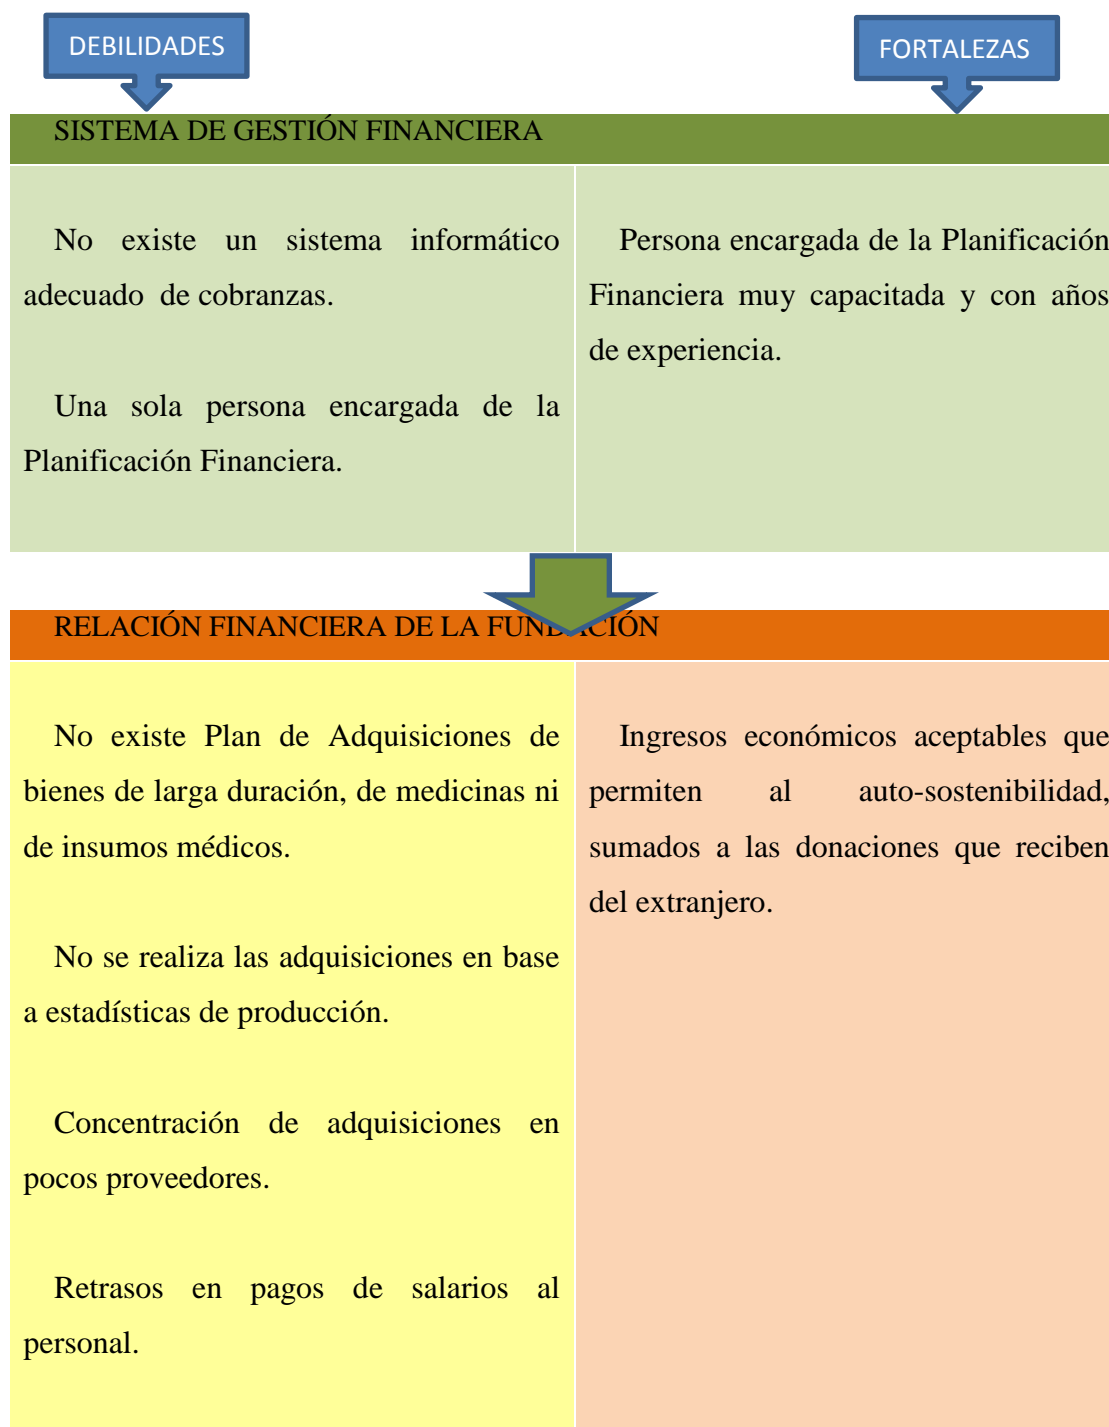 DEBILIDADES
FORTALEZAS
SISTEMA DE GESTIÓN FINANCIERA
No existe un sistema informático
adecuado de cobranzas.
Una sola persona encargada de la
Planificación Financiera.
Persona encargada de la Planificación
Financiera muy capacitada y con años
de experiencia.
RELACIÓN FINANCIERA DE LA FUNDACIÓN
No existe Plan de Adquisiciones de
bienes de larga duración, de medicinas ni
de insumos médicos.
No se realiza las adquisiciones en base
a estadísticas de producción.
Concentración de adquisiciones en
pocos proveedores.
Retrasos en pagos de salarios al
personal.
Ingresos económicos aceptables que
permiten al auto-sostenibilidad,
sumados a las donaciones que reciben
del extranjero.